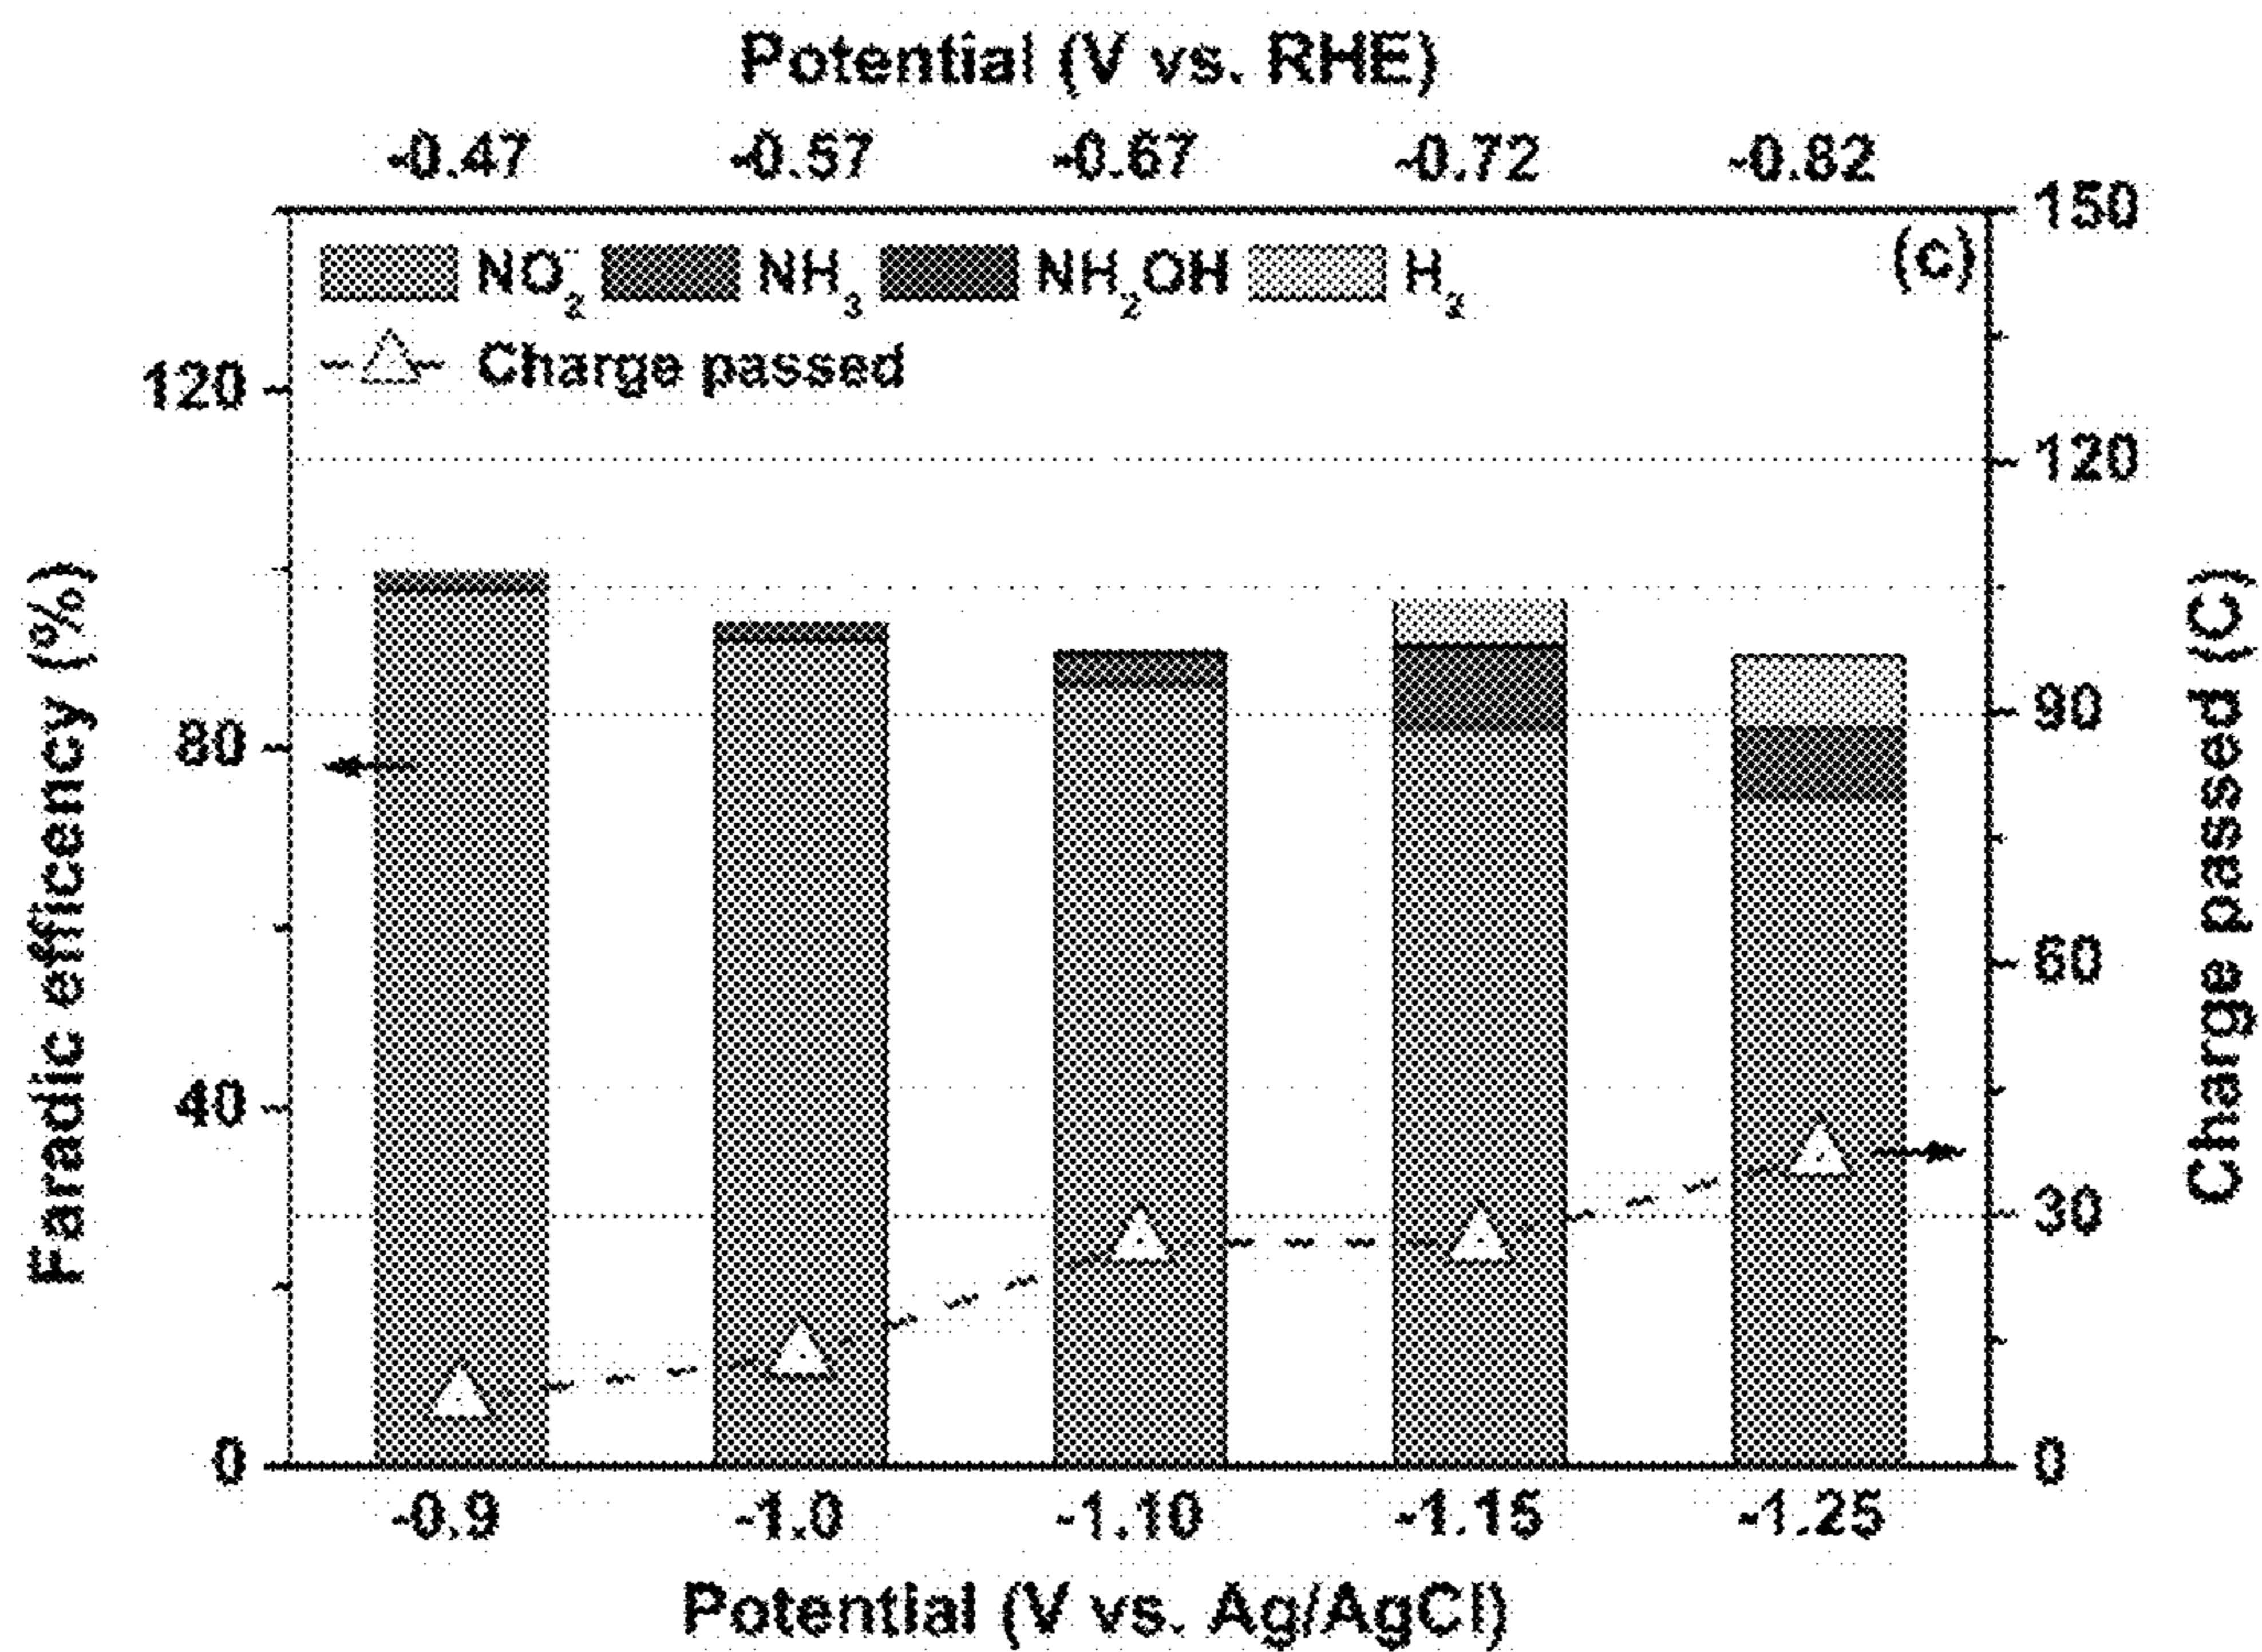 Potential (V vs. RHE)
-0.47 -0.57 -0.67 -0.72 -0.82
NO₂⁻ NH₃ NH₂OH H₂ (c)
Charge passed
Faradic efficency (%)
120
80
40
0
150
120
90
60
30
0
Charge passed (C)
-0.9 -1.0 -1.10 -1.15 -1.25
Potential (V vs. Ag/AgCl)